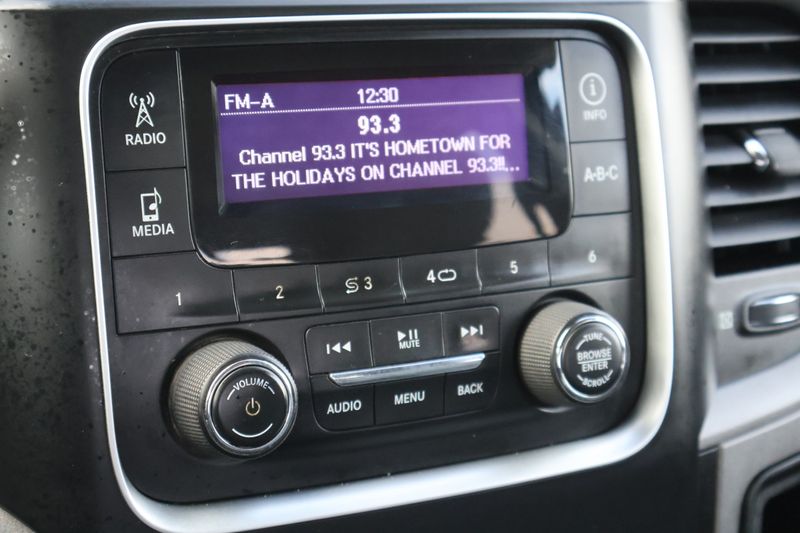 FM-A 12:30
93.3
Channel 93.3 IT'S HOMETOWN FOR
THE HOLIDAYS ON CHANNEL 93.3!!...
RADIO
i
INFO
MEDIA
A-B-C
1 2 3 4 5 6
MUTE
VOLUME
AUDIO MENU BACK
TUNE
BROWSE
ENTER
SCROLL